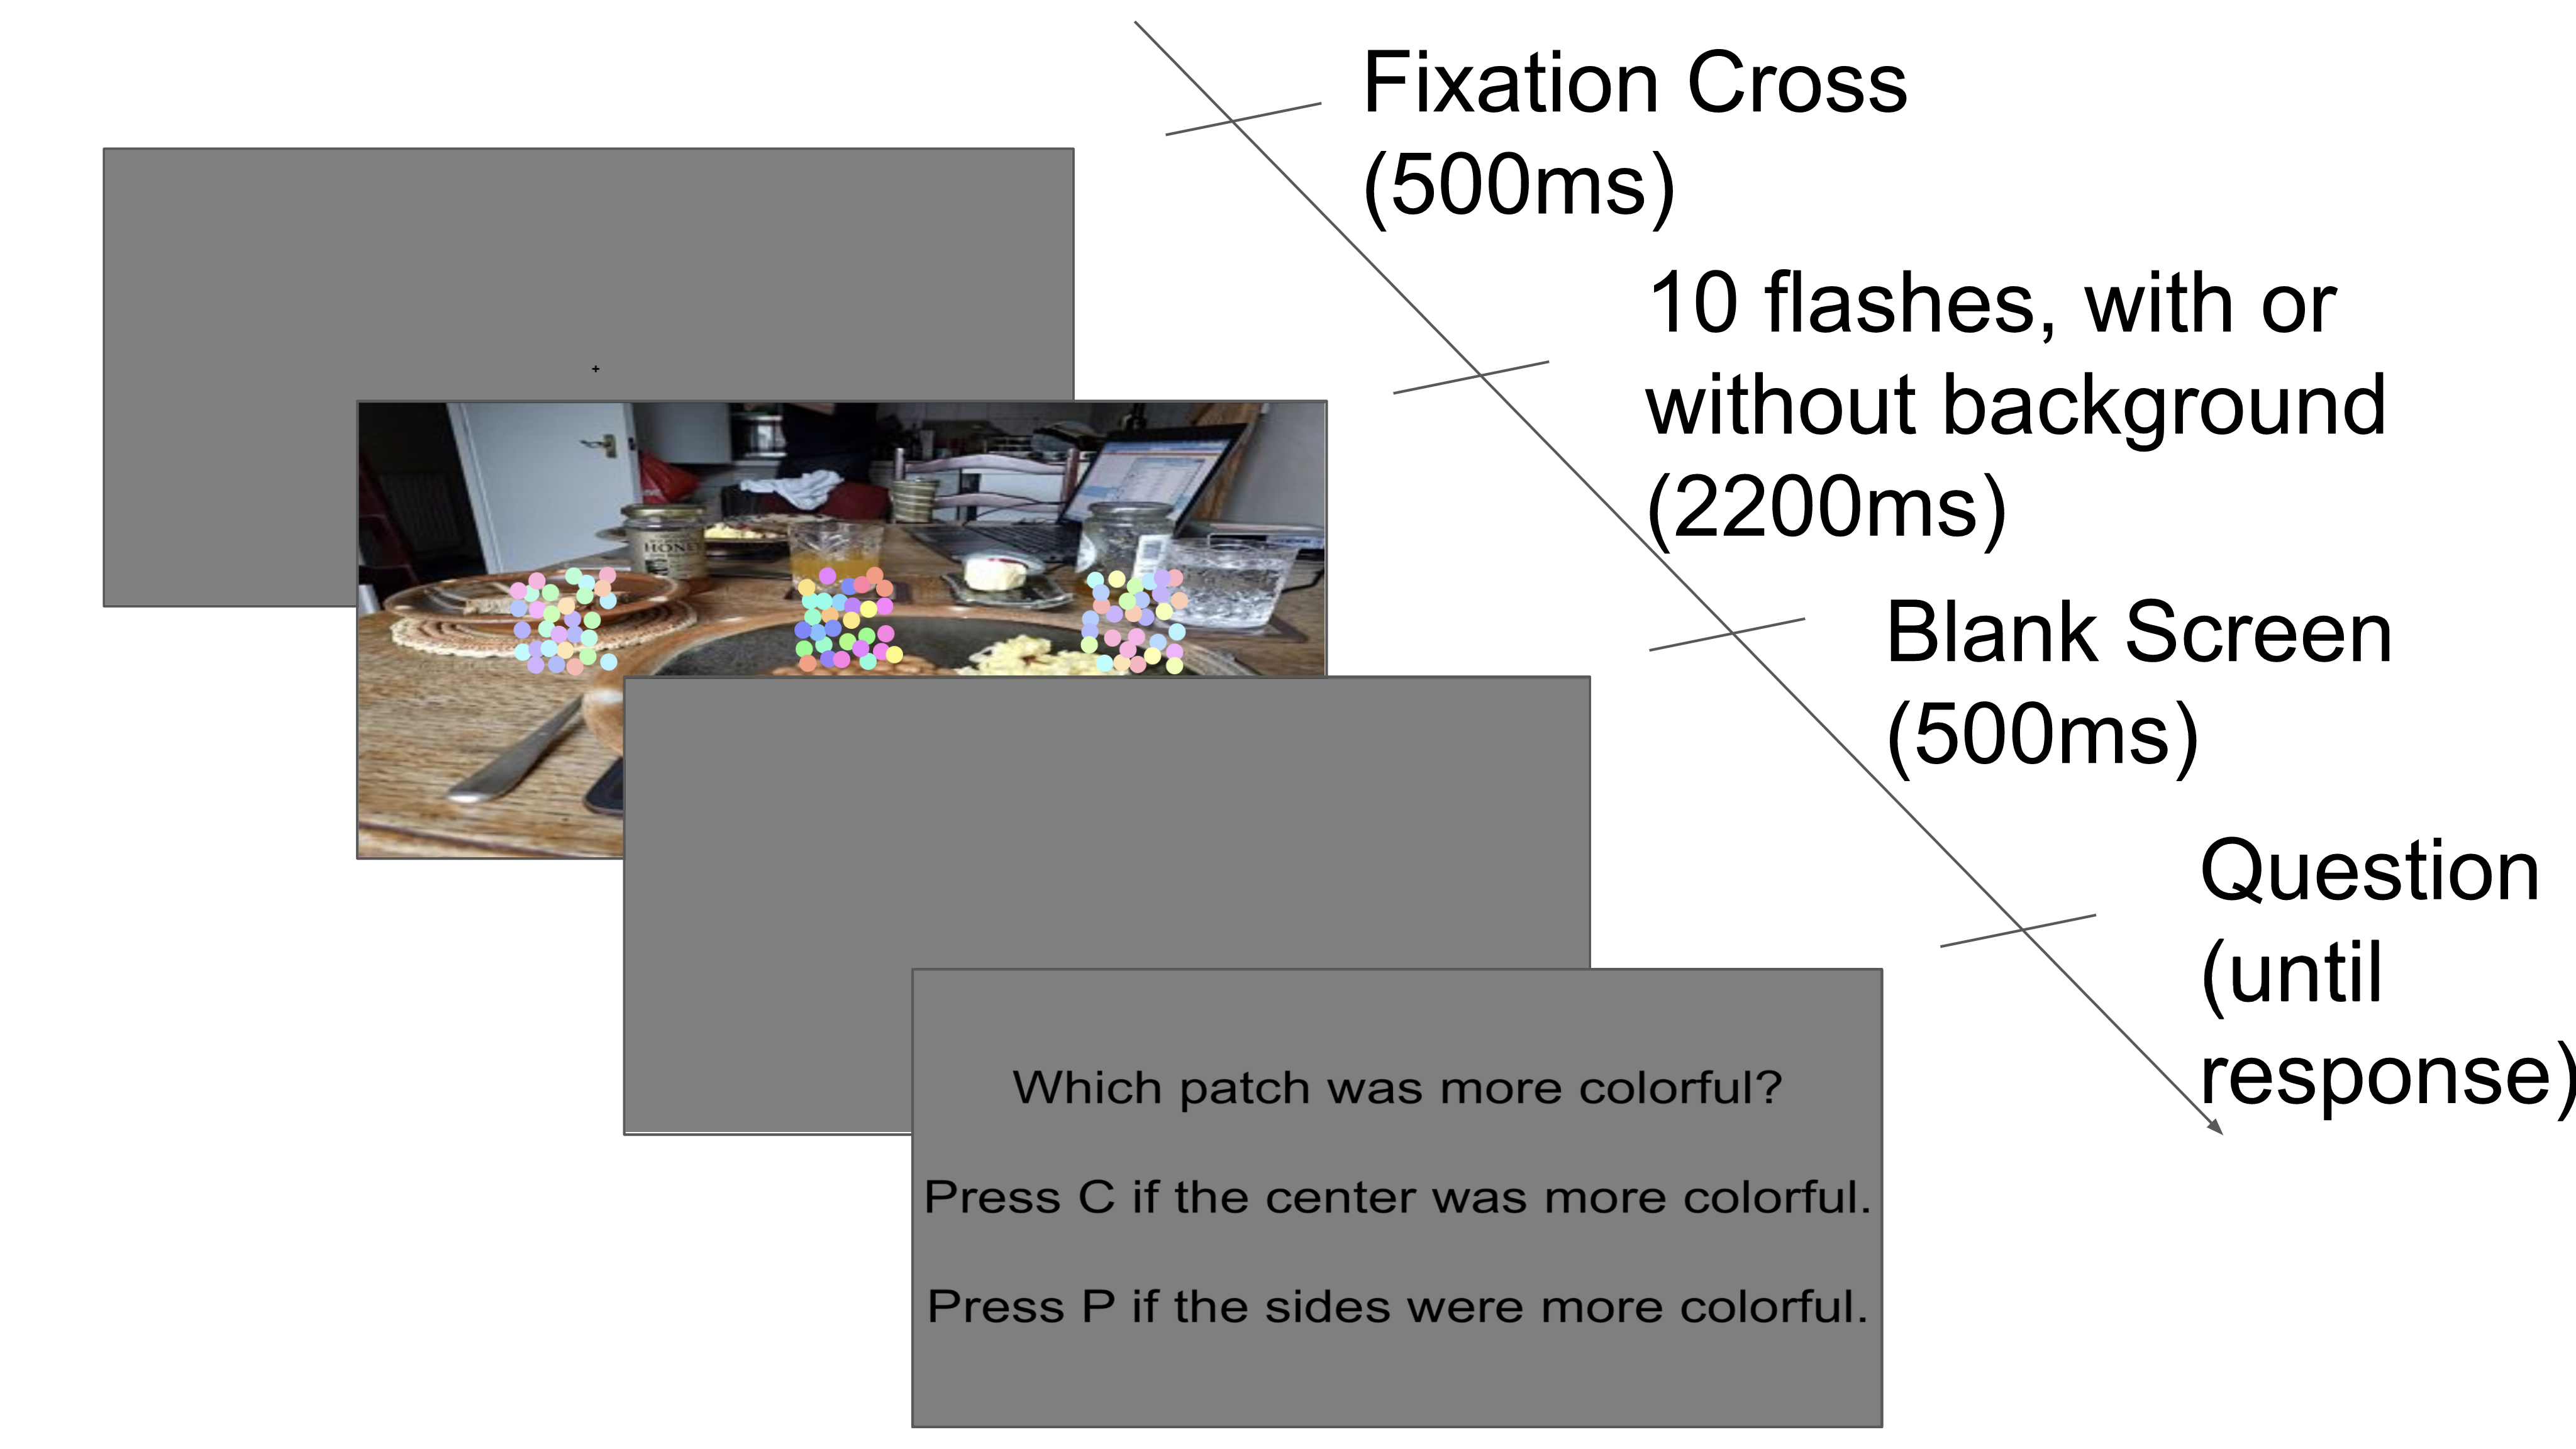 Fixation Cross
(500ms)
10 flashes, with or
without background
(2200ms)
HONEY
Blank Screen
(500ms)
Question
(until
response)
Which patch was more colorful?
Press C if the center was more colorful.
Press P if the sides were more colorful.